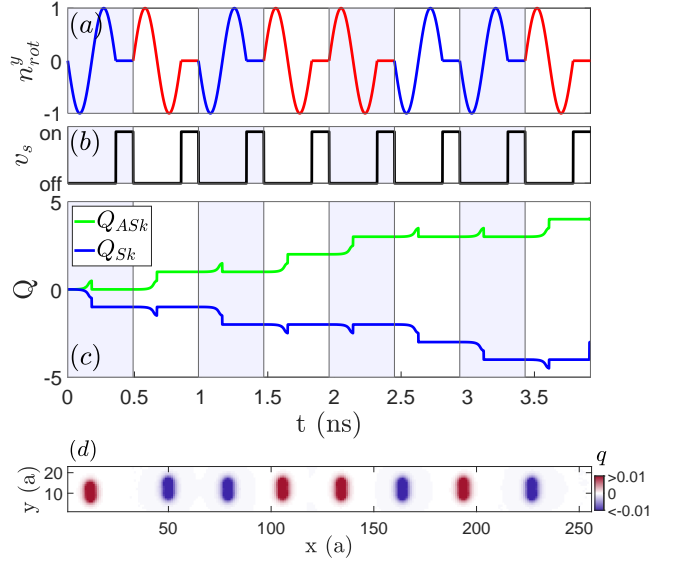 1
(a)
n^y_rot
0
-1
on
(b)
v_s
off
5
Q_ASk
Q_Sk
Q
0
(c)
-5
0 0.5 1 1.5 2 2.5 3 3.5
t (ns)
(d)
q
20
10
y (a)
>0.01
0
<-0.01
50 100 150 200 250
x (a)